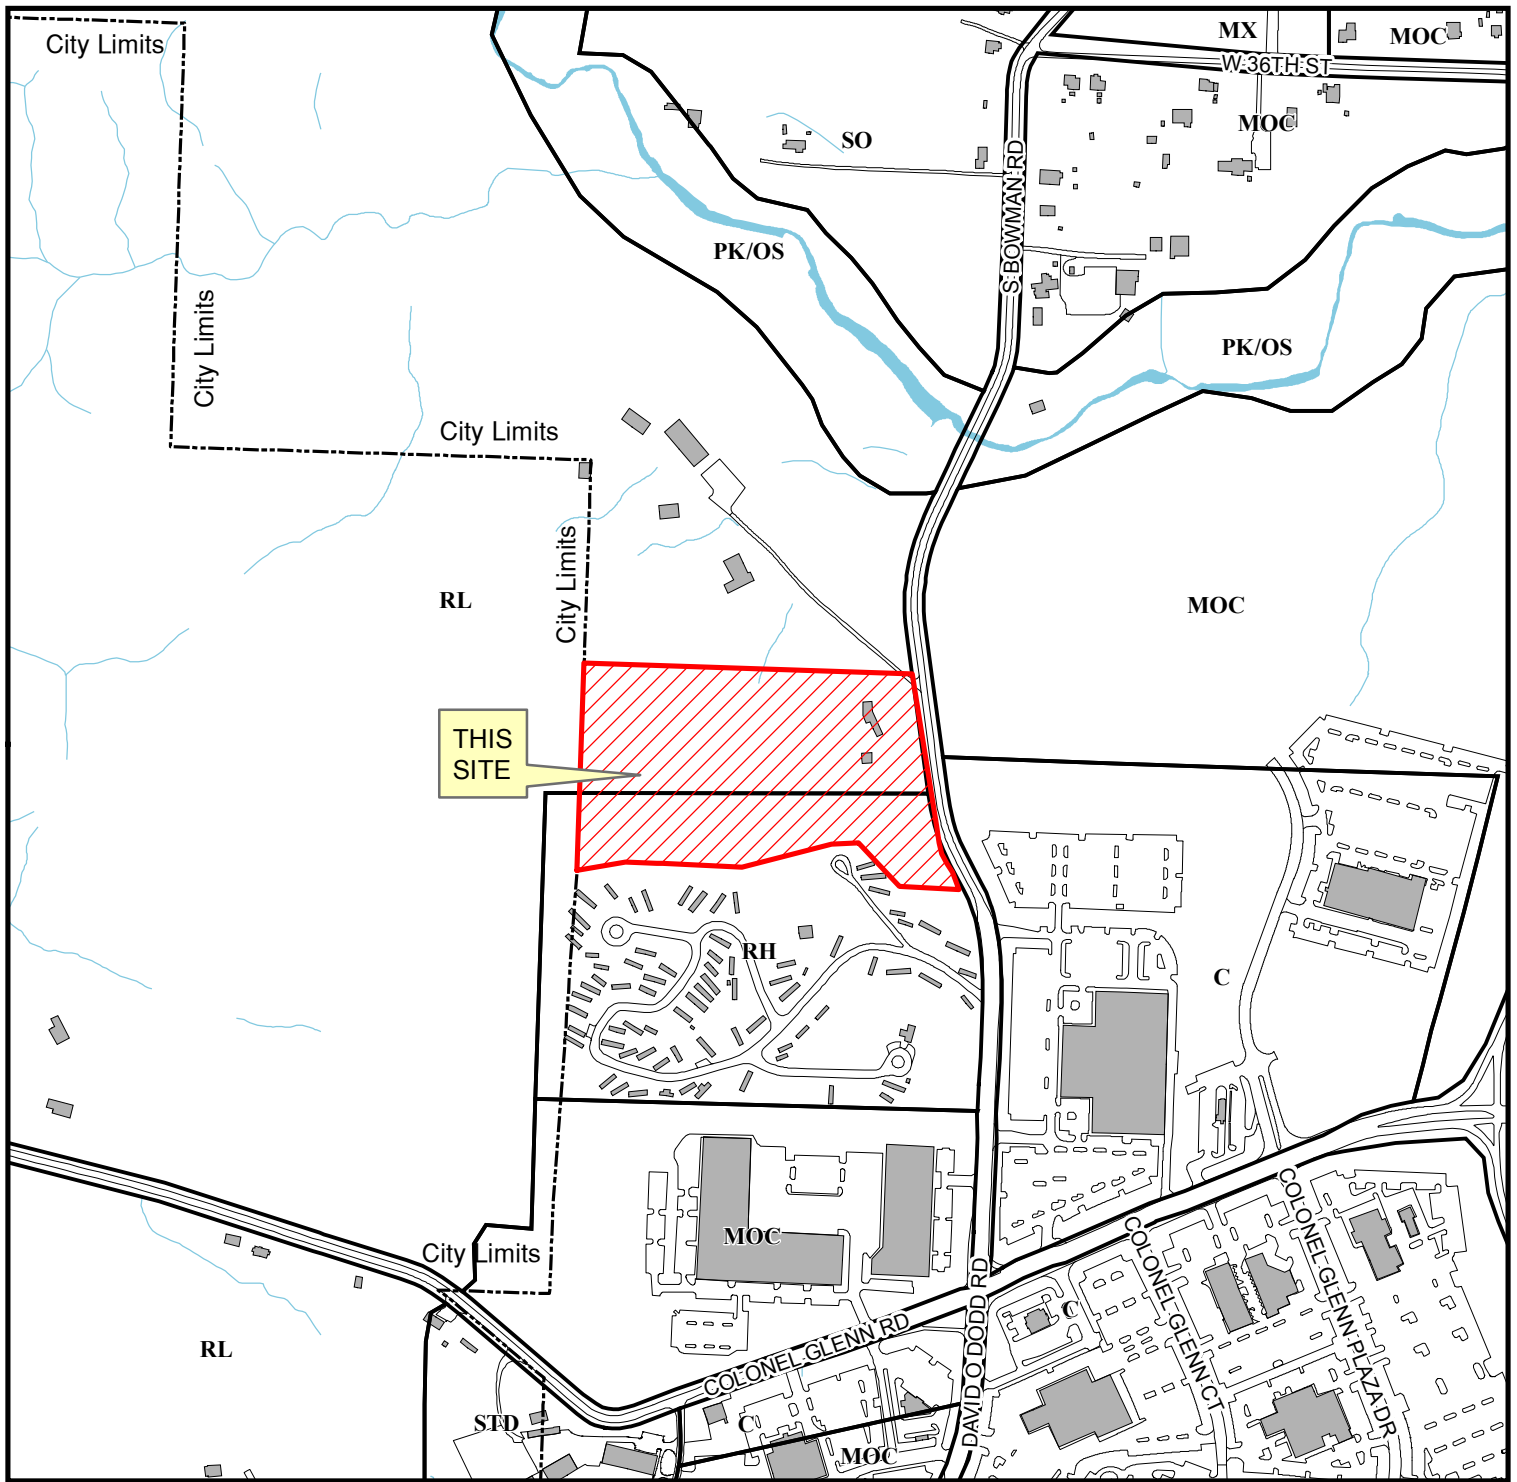 City Limits
MX
MOC
W 36TH ST
MOC
SO
S BOWMAN RD
PK/OS
City Limits
PK/OS
City Limits
City Limits
RL
MOC
THIS
SITE
RH
C
MOC
City Limits
COLONEL GLENN RD
DAVID O DODD RD
C
COLONEL GLENN CT
COLONEL GLENN PLAZA DR
RL
STD
C
MOC